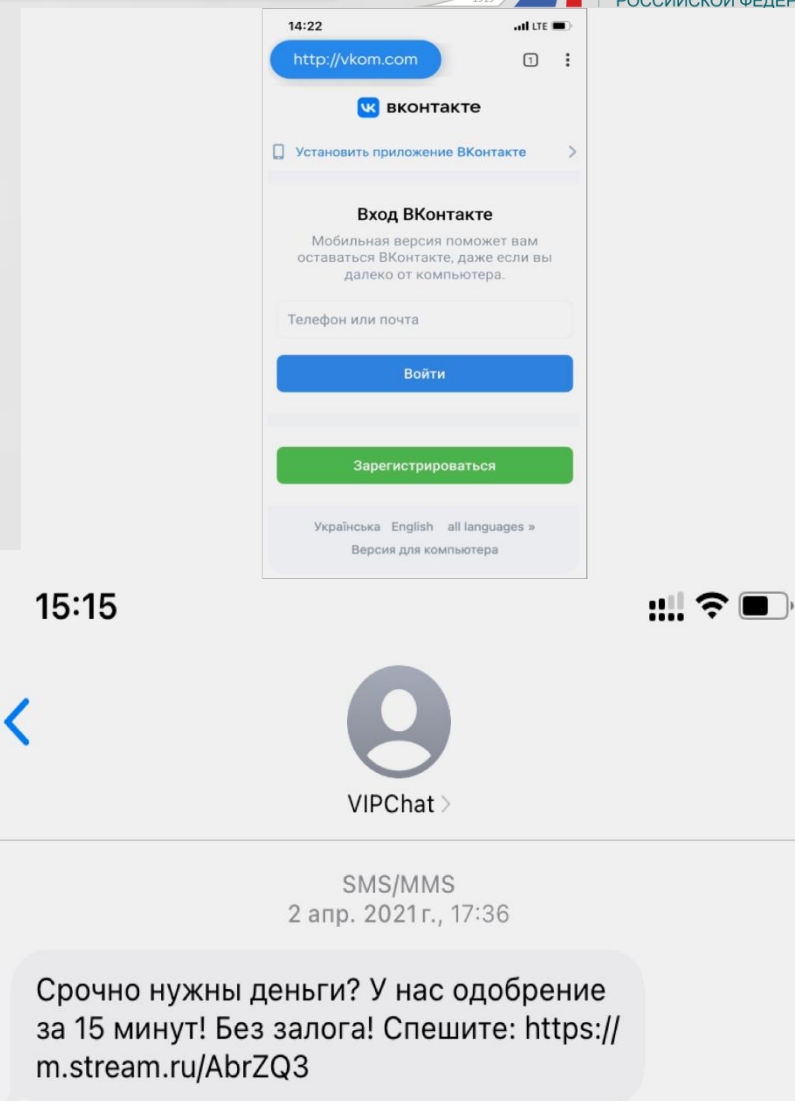 РОССИЙСКОЙ ФЕДЕР
14:22
LTE
http://vkom.com
1
вконтакте
Установить приложение ВКонтакте
Вход ВКонтакте
Мобильная версия поможет вам
оставаться ВКонтакте, даже если вы
далеко от компьютера.
Телефон или почта
Войти
Зарегистрироваться
Українська English all languages »
Версия для компьютера
15:15
VIPChat
SMS/MMS
2 апр. 2021 г., 17:36
Срочно нужны деньги? У нас одобрение
за 15 минут! Без залога! Спешите: https://
m.stream.ru/AbrZQ3